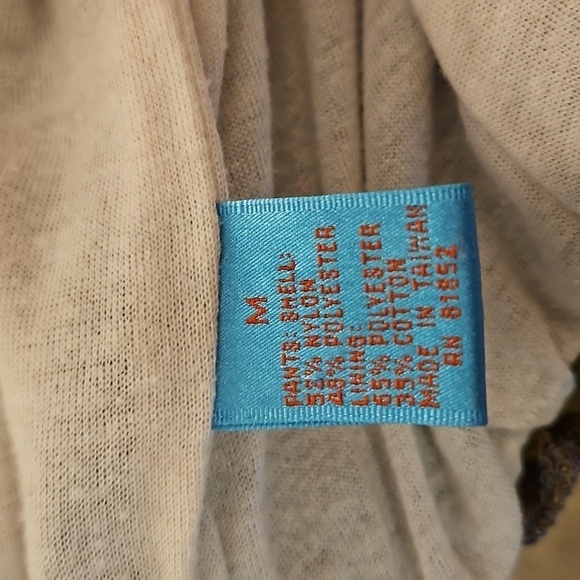 M
PANTS: SHELL:
52% NYLON
48% POLYESTER
LINING:
65% POLYESTER
35% COTTON
MADE IN TAIWAN
RN 81852